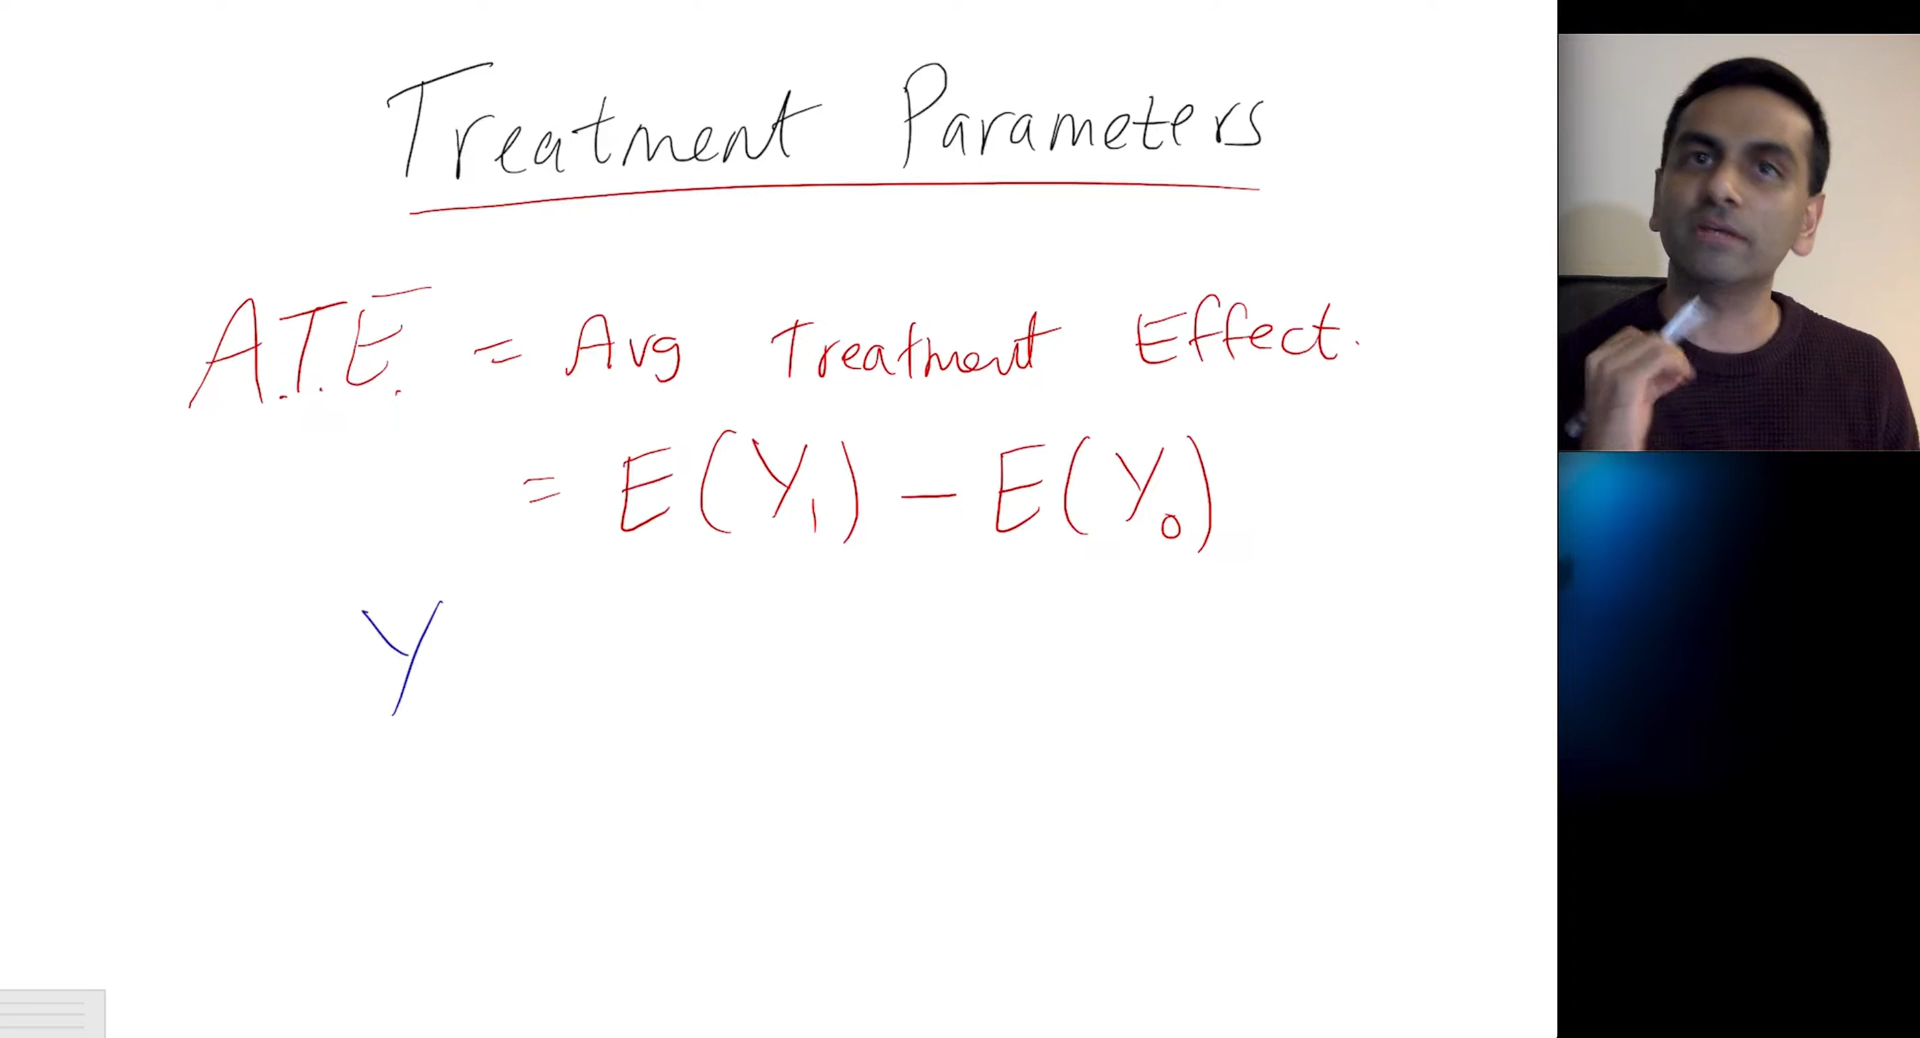 Treatment Parameters
A.T.E. = Avg Treatment Effect.
= E(Y₁) − E(Y₀)
Y